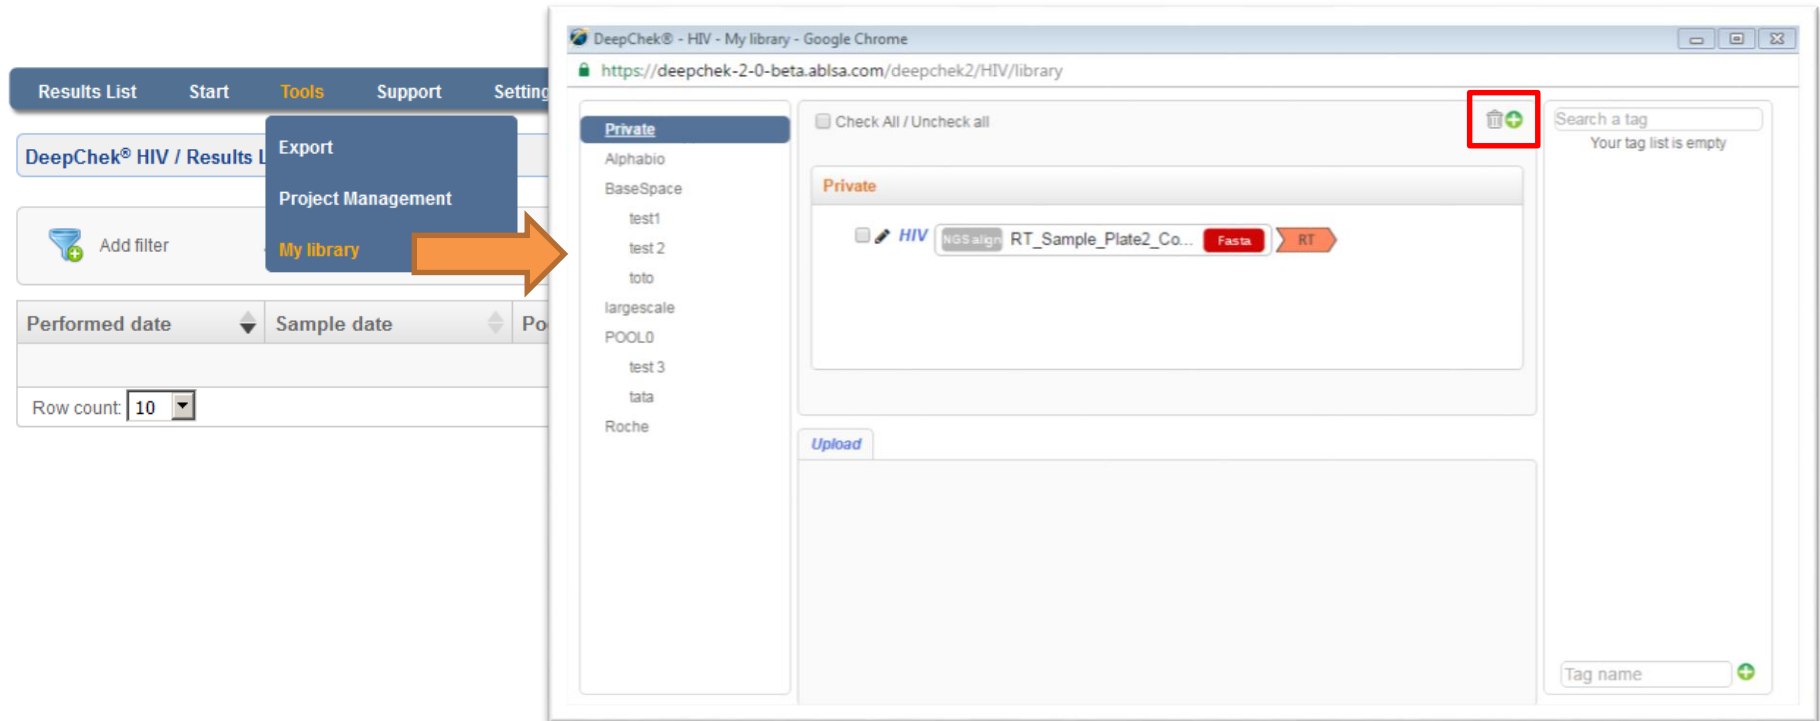 Results List Start Tools Support Setting
Export
Project Management
My library
DeepChek® HIV / Results L
Add filter
Performed date Sample date Po
Row count: 10
DeepChek® - HIV - My library - Google Chrome
https://deepchek-2-0-beta.ablsa.com/deepchek2/HIV/library
Private
Alphabio
BaseSpace
test1
test 2
toto
largescale
POOL0
test 3
tata
Roche
Check All / Uncheck all
Private
HIV NGS align RT_Sample_Plate2_Co... Fasta RT
Upload
Search a tag
Your tag list is empty
Tag name